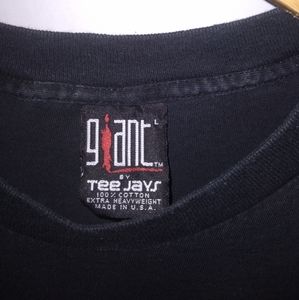 giant L
TM
BY
TEE JAYS
100% COTTON
EXTRA HEAVYWEIGHT
MADE IN U.S.A.